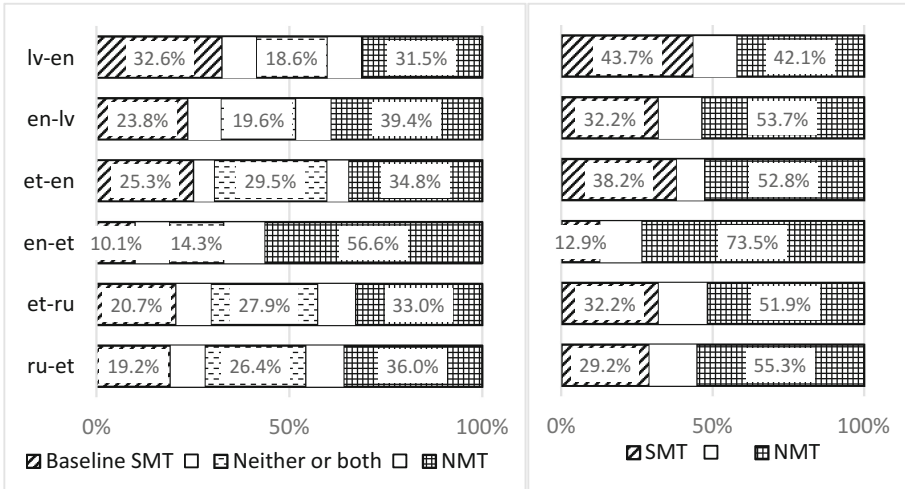 lv-en 32.6% 18.6% 31.5% 43.7% 42.1%
en-lv 23.8% 19.6% 39.4% 32.2% 53.7%
et-en 25.3% 29.5% 34.8% 38.2% 52.8%
en-et 10.1% 14.3% 56.6% 12.9% 73.5%
et-ru 20.7% 27.9% 33.0% 32.2% 51.9%
ru-et 19.2% 26.4% 36.0% 29.2% 55.3%
0% 50% 100% 0% 50% 100%
Baseline SMT Neither or both NMT SMT NMT